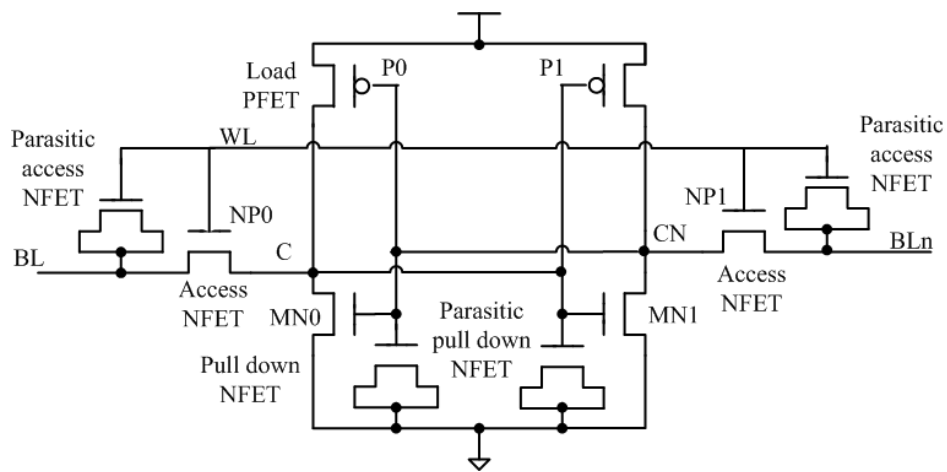 Load
PFET
P0
P1
Parasitic
access
NFET
WL
Parasitic
access
NFET
NP0
NP1
BL
C
CN
BLn
Access
NFET
Access
NFET
MN0
Parasitic
pull down
NFET
MN1
Pull down
NFET